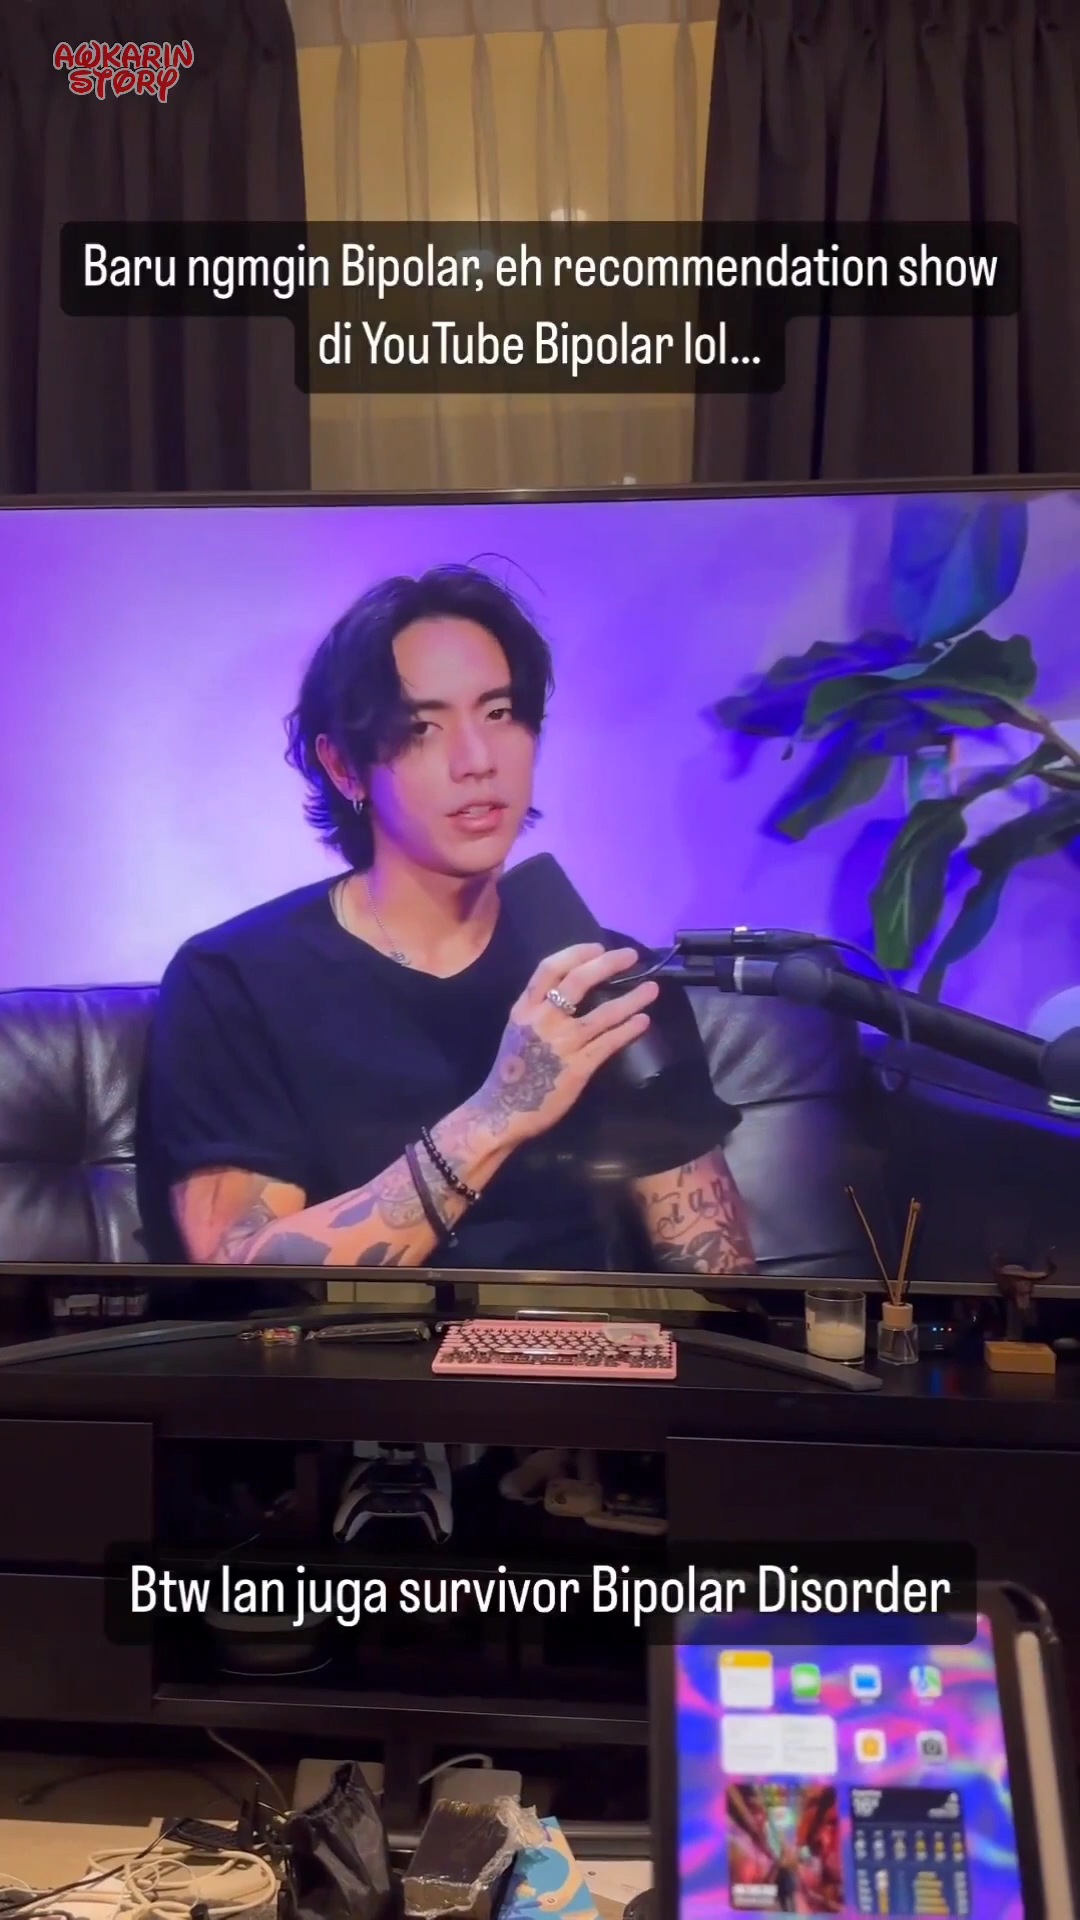 AWKARIN
STORY
Baru ngmgin Bipolar, eh recommendation show
di YouTube Bipolar lol...
Btw Ian juga survivor Bipolar Disorder